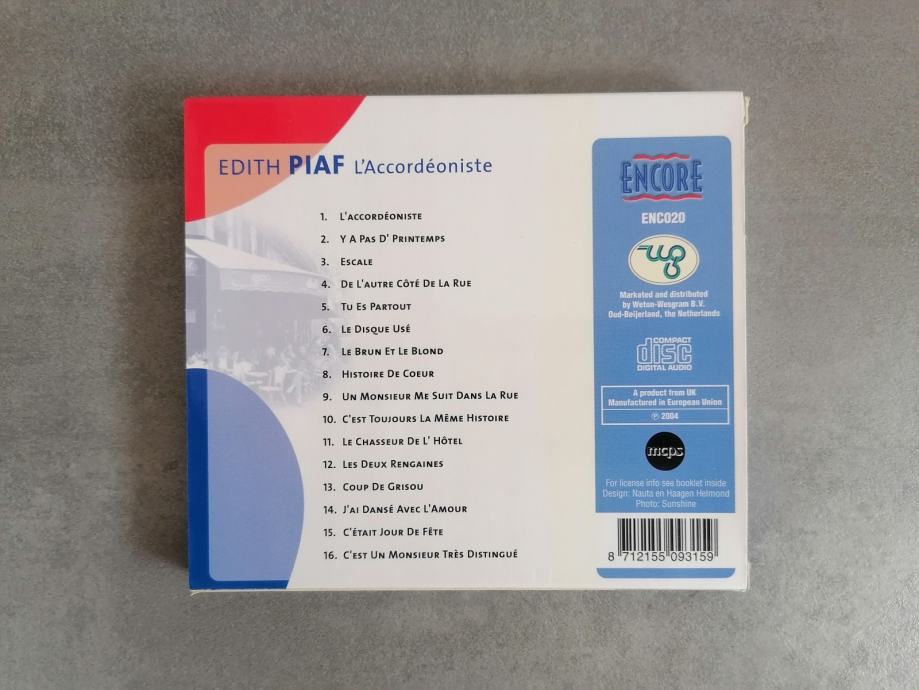 EDITH PIAF L'Accordéoniste
1. L'ACCORDÉONISTE
2. Y A PAS D' PRINTEMPS
3. ESCALE
4. DE L'AUTRE CÔTÉ DE LA RUE
5. TU ES PARTOUT
6. LE DISQUE USÉ
7. LE BRUN ET LE BLOND
8. HISTOIRE DE COEUR
9. UN MONSIEUR ME SUIT DANS LA RUE
10. C'EST TOUJOURS LA MÊME HISTOIRE
11. LE CHASSEUR DE L' HÔTEL
12. LES DEUX RENGAINES
13. COUP DE GRISOU
14. J'AI DANSÉ AVEC L'AMOUR
15. C'ÉTAIT JOUR DE FÊTE
16. C'EST UN MONSIEUR TRÈS DISTINGUÉ
ENCORE
ENC020
Marketed and distributed
by Weton-Wesgram B.V.
Oud-Beijerland, the Netherlands
COMPACT
disc
DIGITAL AUDIO
A product from UK
Manufactured in European Union
℗ 2004
mcps
For license info see booklet inside
Design: Nauta en Haagen Helmond
Photo: Sunshine
8 712155 093159